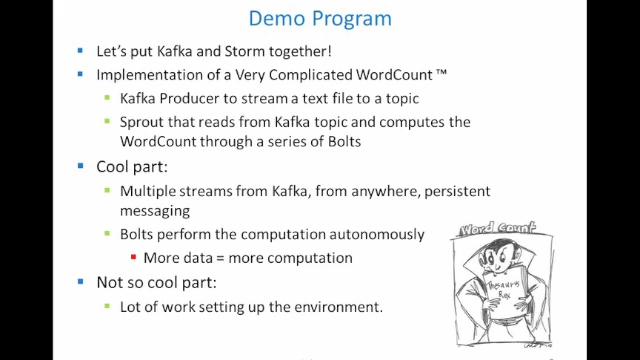 Demo Program
Let's put Kafka and Storm together!
Implementation of a Very Complicated WordCount ™
Kafka Producer to stream a text file to a topic
Sprout that reads from Kafka topic and computes the
WordCount through a series of Bolts
Cool part:
Multiple streams from Kafka, from anywhere, persistent
messaging
Bolts perform the computation autonomously
More data = more computation
Not so cool part:
Lot of work setting up the environment.
Word Count
Thesaurus
Rex